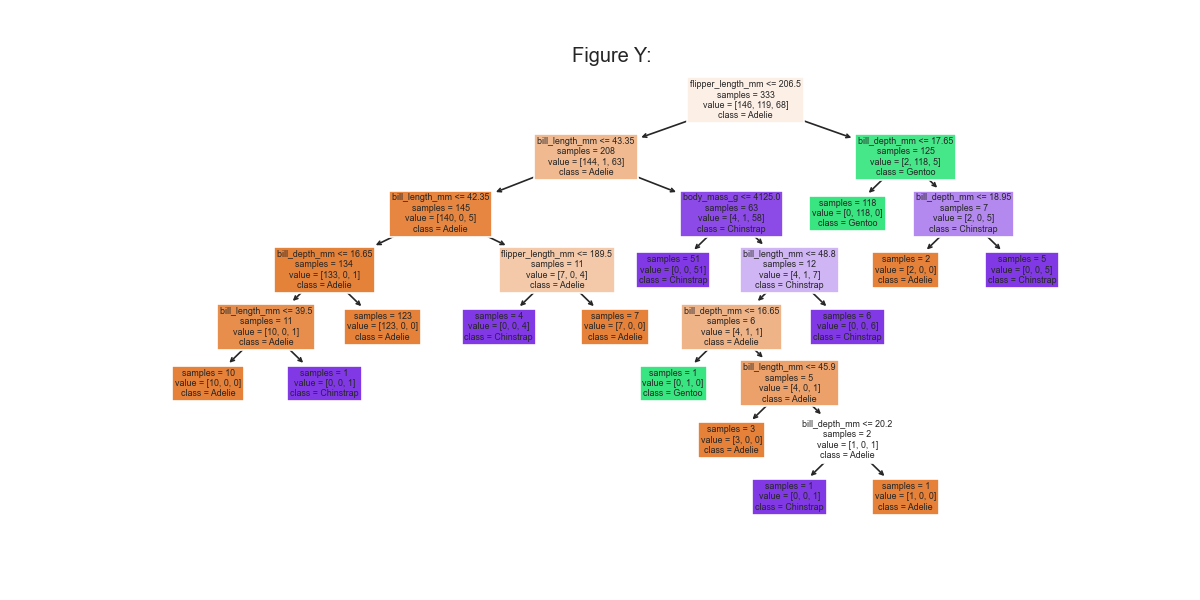 Figure Y:
flipper_length_mm <= 206.5
samples = 333
value = [146, 119, 68]
class = Adelie
bill_length_mm <= 43.35
samples = 208
value = [144, 1, 63]
class = Adelie
bill_depth_mm <= 17.65
samples = 125
value = [2, 118, 5]
class = Gentoo
bill_length_mm <= 42.35
samples = 145
value = [140, 0, 5]
class = Adelie
body_mass_g <= 4125.0
samples = 63
value = [4, 1, 58]
class = Chinstrap
samples = 118
value = [0, 118, 0]
class = Gentoo
bill_depth_mm <= 18.95
samples = 7
value = [2, 0, 5]
class = Chinstrap
bill_depth_mm <= 16.65
samples = 134
value = [133, 0, 1]
class = Adelie
flipper_length_mm <= 189.5
samples = 11
value = [7, 0, 4]
class = Adelie
samples = 51
value = [0, 0, 51]
class = Chinstrap
bill_length_mm <= 48.8
samples = 12
value = [4, 1, 7]
class = Chinstrap
samples = 2
value = [2, 0, 0]
class = Adelie
samples = 5
value = [0, 0, 5]
class = Chinstrap
bill_length_mm <= 39.5
samples = 11
value = [10, 0, 1]
class = Adelie
samples = 123
value = [123, 0, 0]
class = Adelie
samples = 4
value = [0, 0, 4]
class = Chinstrap
samples = 7
value = [7, 0, 0]
class = Adelie
bill_depth_mm <= 16.65
samples = 6
value = [4, 1, 1]
class = Adelie
samples = 6
value = [0, 0, 6]
class = Chinstrap
samples = 10
value = [10, 0, 0]
class = Adelie
samples = 1
value = [0, 0, 1]
class = Chinstrap
samples = 1
value = [0, 1, 0]
class = Gentoo
bill_length_mm <= 45.9
samples = 5
value = [4, 0, 1]
class = Adelie
samples = 3
value = [3, 0, 0]
class = Adelie
bill_depth_mm <= 20.2
samples = 2
value = [1, 0, 1]
class = Adelie
samples = 1
value = [0, 0, 1]
class = Chinstrap
samples = 1
value = [1, 0, 0]
class = Adelie